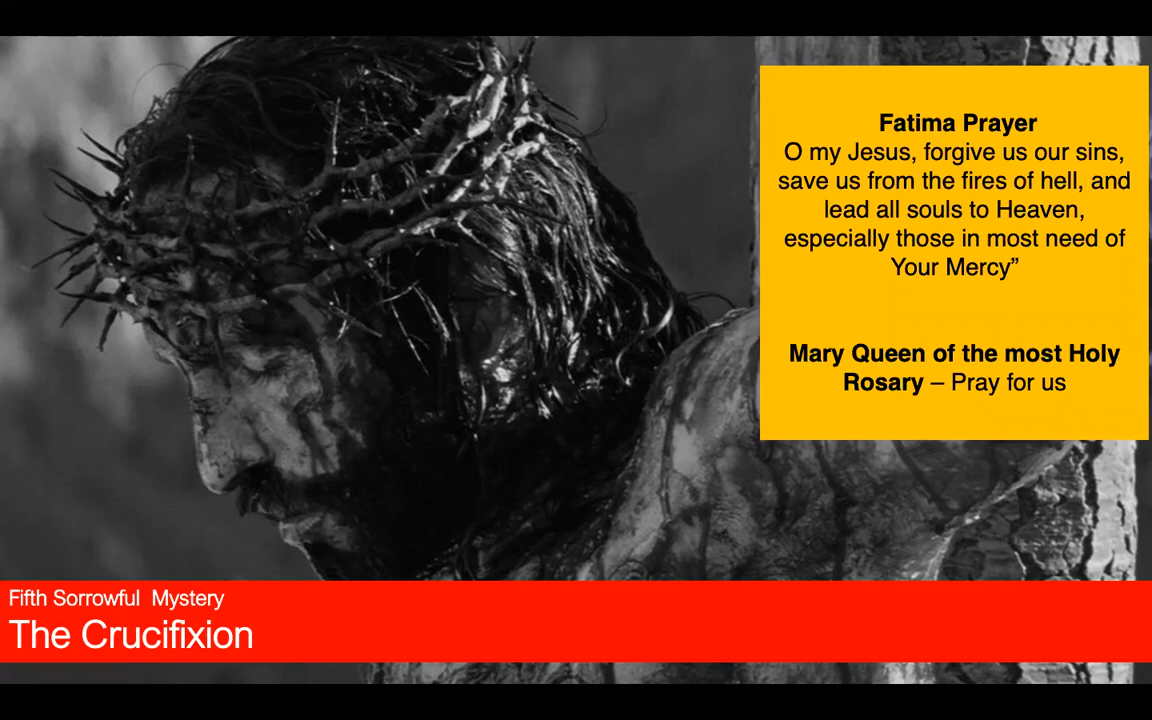 Fatima Prayer
O my Jesus, forgive us our sins,
save us from the fires of hell, and
lead all souls to Heaven,
especially those in most need of
Your Mercy”
Mary Queen of the most Holy
Rosary – Pray for us
Fifth Sorrowful  Mystery
The Crucifixion